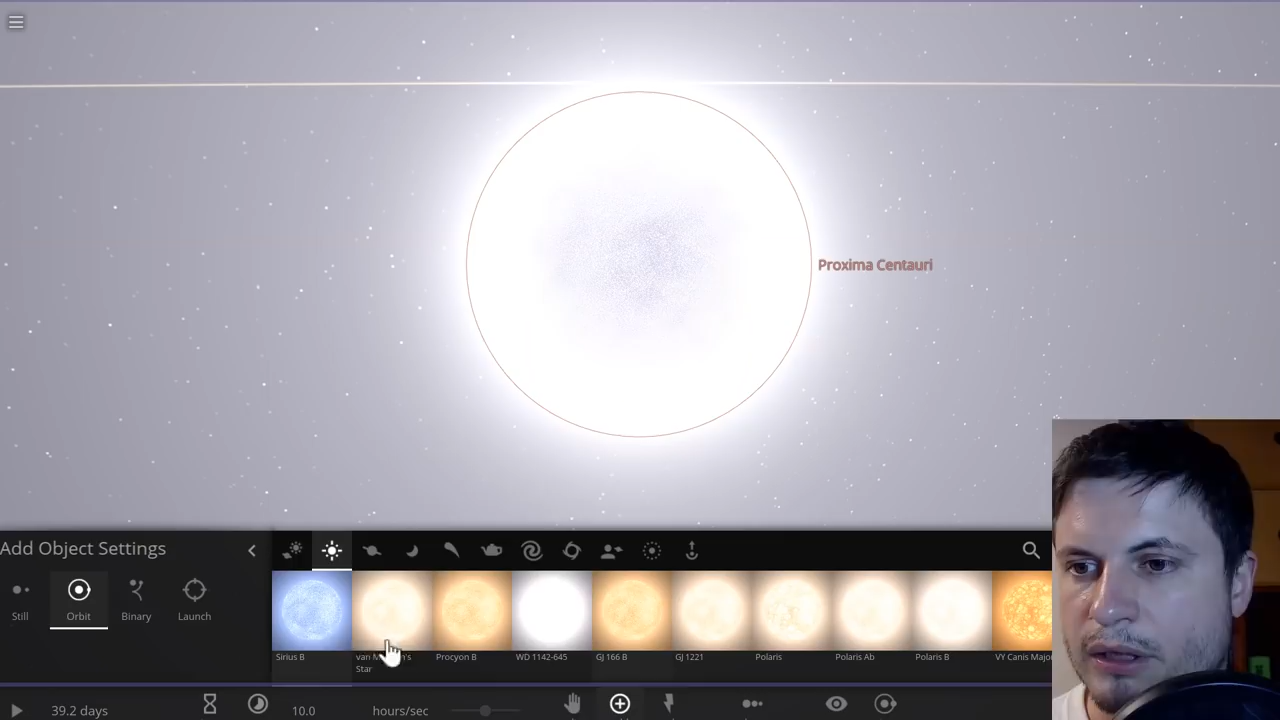 Proxima Centauri
Add Object Settings
Still
Orbit
Binary
Launch
Sirius B
van
Star
Procyon B
WD 1142-645
GJ 166 B
GJ 1221
Polaris
Polaris Ab
Polaris B
VY Canis Majo
39.2 days
10.0
hours/sec